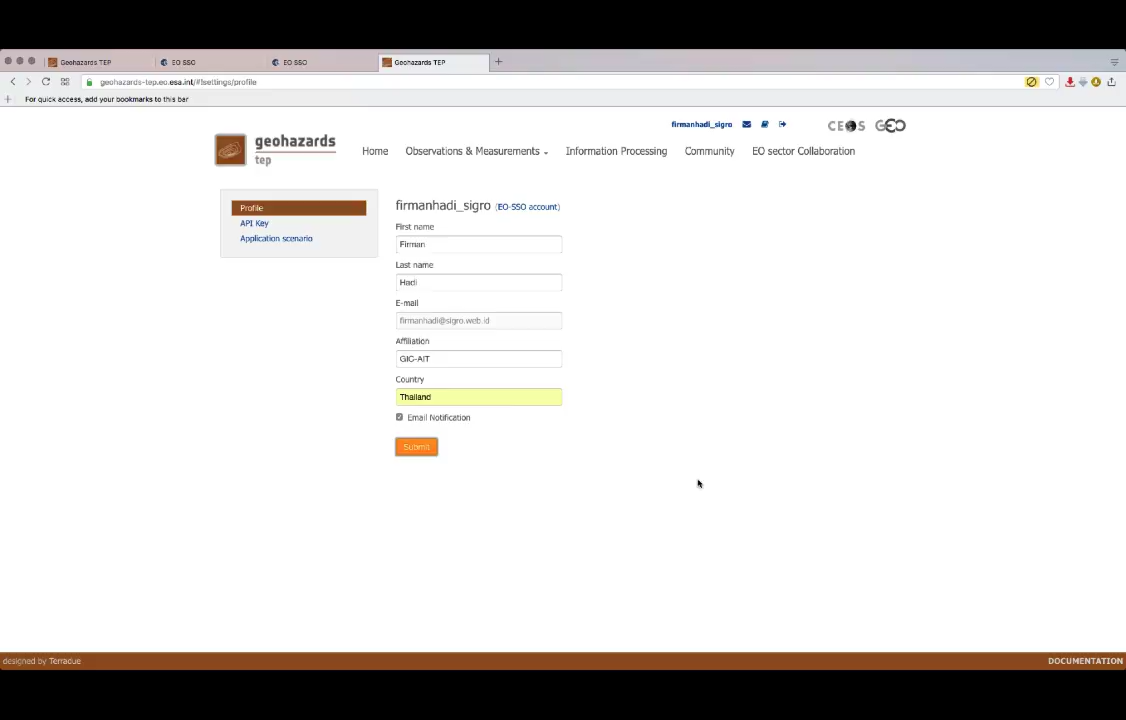 Geohazards TEP
EO SSO
EO SSO
Geohazards TEP
geohazards-tep.eo.esa.int/#!settings/profile
For quick access, add your bookmarks to this bar
firmanhadi_sigro
CEOS GEO
geohazards
tep
Home Observations & Measurements Information Processing Community EO sector Collaboration
Profile
API Key
Application scenario
firmanhadi_sigro (EO-SSO account)
First name
Firman
Last name
Hadi
E-mail
firmanhadi@sigro.web.id
Affiliation
GIC-AIT
Country
Thailand
Email Notification
Submit
designed by Terradue
DOCUMENTATION